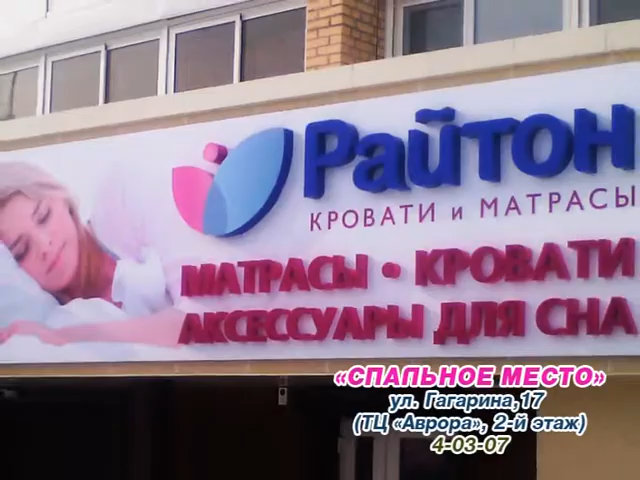 Райтон
КРОВАТИ и МАТРАСЫ
МАТРАСЫ • КРОВАТИ
АКСЕССУАРЫ ДЛЯ СНА
«СПАЛЬНОЕ МЕСТО»
ул. Гагарина,17
(ТЦ «Аврора», 2-й этаж)
4-03-07